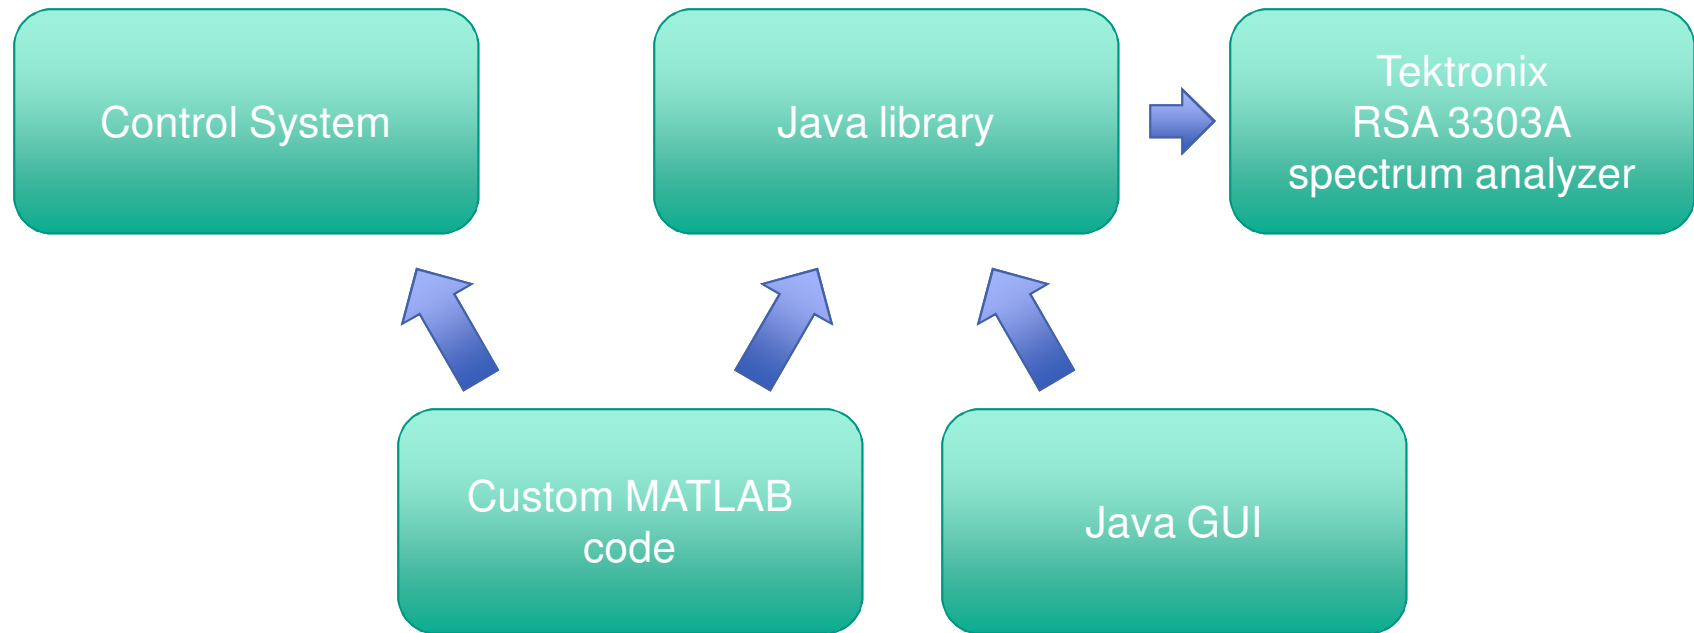 Control System
Java library
Tektronix
RSA 3303A
spectrum analyzer
Custom MATLAB
code
Java GUI